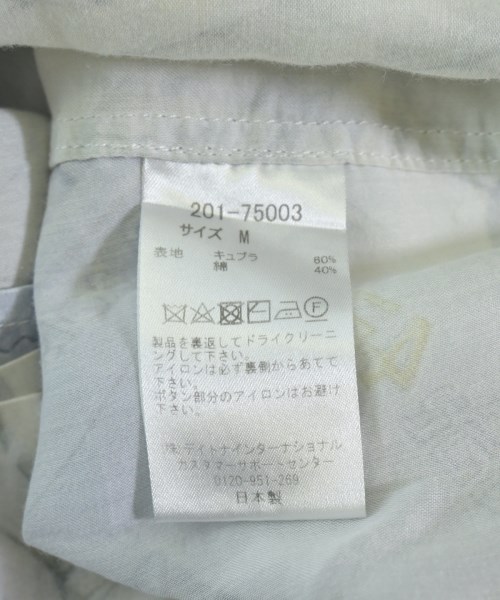 201-75003
サイズ M
表地 キュプラ 60%
綿 40%
F
製品を裏返してドライクリーニ
ングして下さい。
アイロンは必ず裏側からあてて
下さい。
ボタン部分のアイロンはお避け
下さい。
(株)デイトナインターナショナル
カスタマーサポートセンター
0120-951-269
日本製